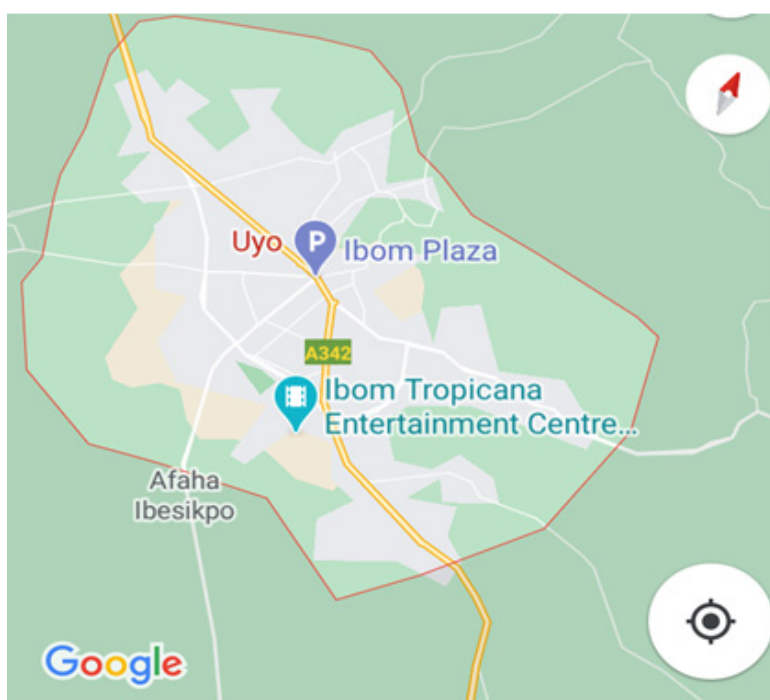 Uyo
P
Ibom Plaza
A342
Ibom Tropicana
Entertainment Centre...
Afaha
Ibesikpo
Google